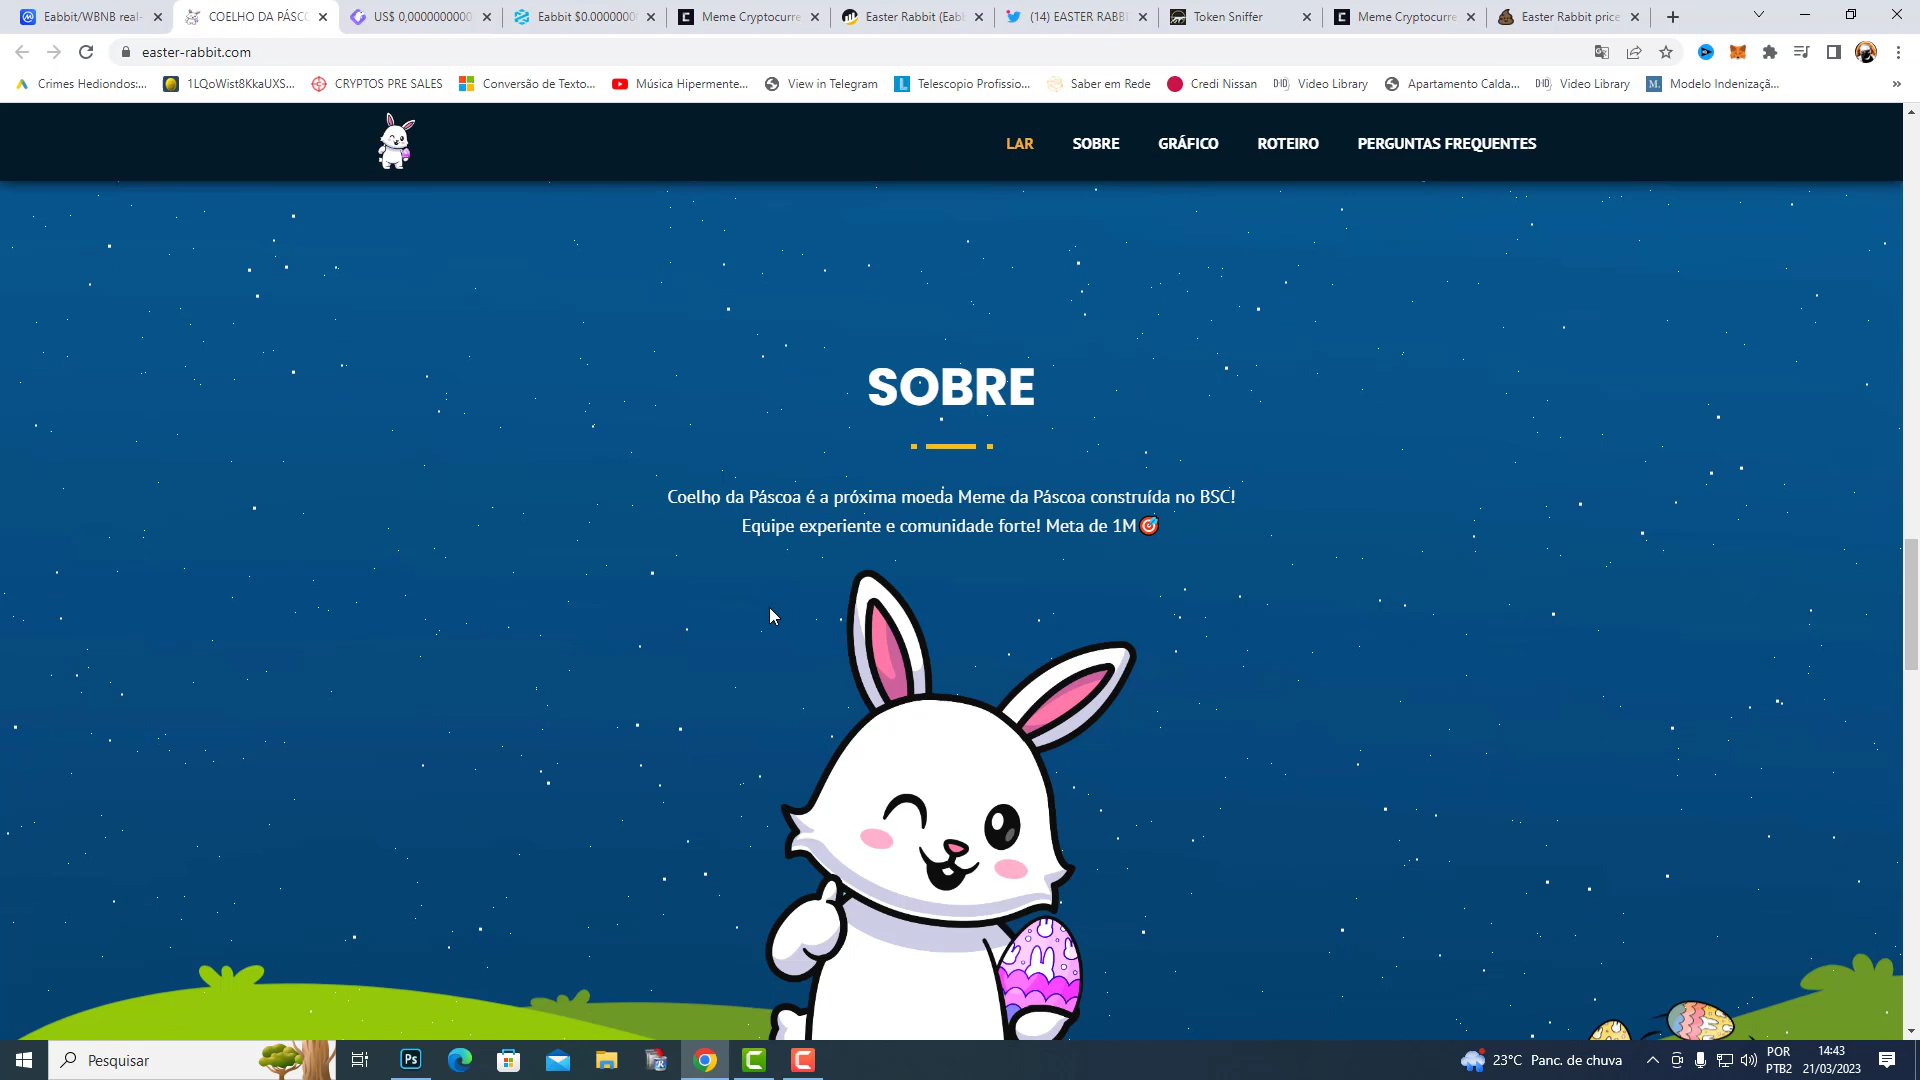 Eabbit/WBNB real-
COELHO DA PÁSCO
US$ 0,0000000000
Eabbit $0.0000000
Meme Cryptocurre
Easter Rabbit (Eabb
(14) EASTER RABB
Token Sniffer
Meme Cryptocurre
Easter Rabbit price
easter-rabbit.com
Crimes Hediondos:...
1LQoWist8KkaUXS...
CRYPTOS PRE SALES
Conversão de Texto...
Música Hipermente...
View in Telegram
Telescopio Profissio...
Saber em Rede
Credi Nissan
Video Library
Apartamento Calda...
Video Library
Modelo Indenizaçã...
LAR
SOBRE
GRÁFICO
ROTEIRO
PERGUNTAS FREQUENTES
SOBRE
Coelho da Páscoa é a próxima moeda Meme da Páscoa construída no BSC!
Equipe experiente e comunidade forte! Meta de 1M
Pesquisar
Ps
23°C Panc. de chuva
POR
PTB2
14:43
21/03/2023